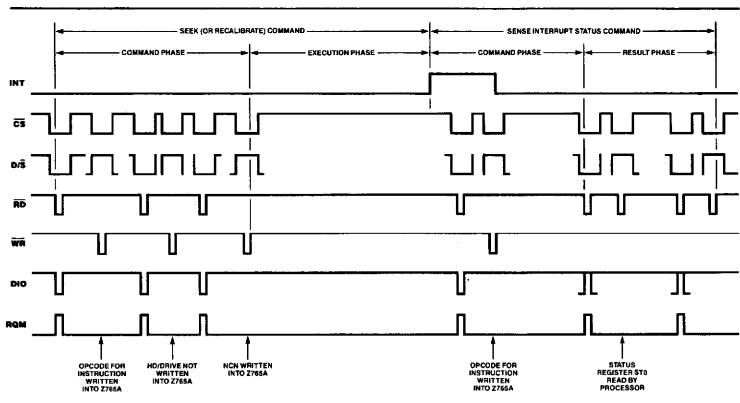 SEEK (OR RECALIBRATE) COMMAND
SENSE INTERRUPT STATUS COMMAND
COMMAND PHASE
EXECUTION PHASE
COMMAND PHASE
RESULT PHASE
INT
CS
D/S
RD
WR
DIO
RQM
OPCODE FOR
INSTRUCTION
WRITTEN
INTO Z765A
HD/DRIVE NOT
WRITTEN
INTO Z765A
NCN WRITTEN
INTO Z765A
OPCODE FOR
INSTRUCTION
WRITTEN
INTO Z765A
STATUS
REGISTER ST0
READ BY
PROCESSOR